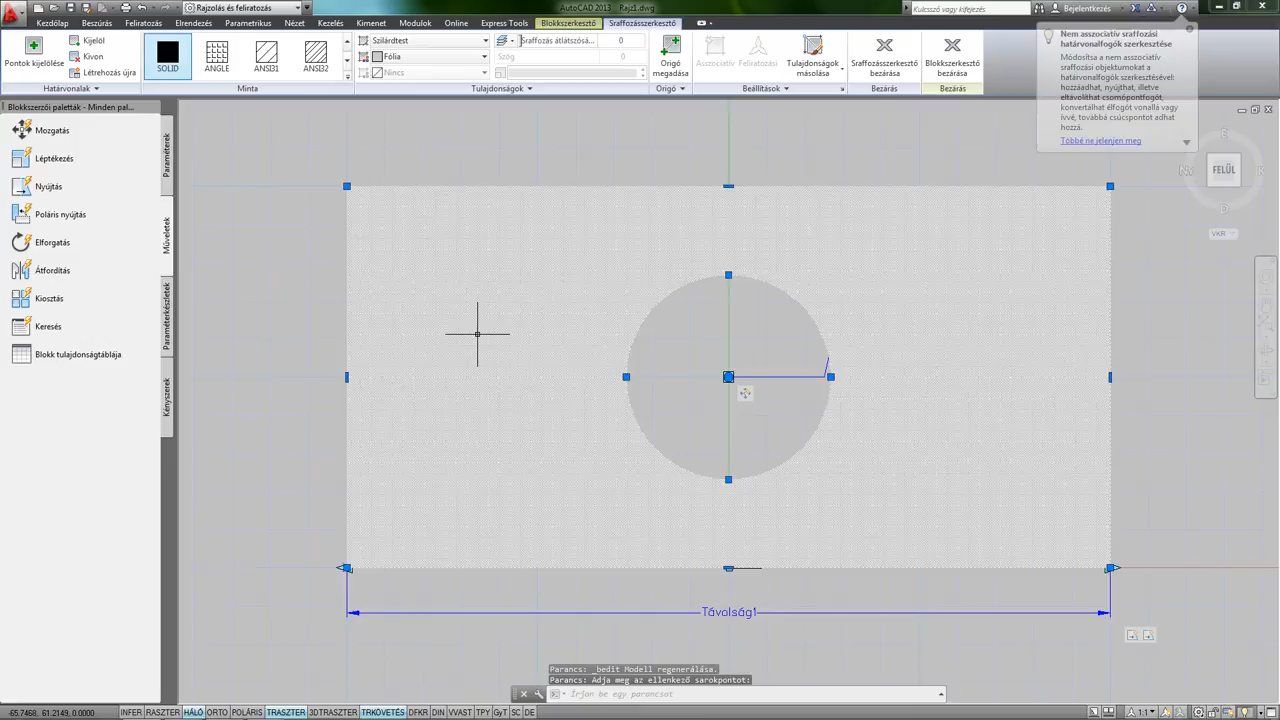 Rajzolás és feliratozás
AutoCAD 2013 - Rajz1.dwg
Kulcsszó vagy kifejezés
Bejelentkezés
Kezdőlap
Beszúrás
Feliratozás
Elrendezés
Parametrikus
Nézet
Kezelés
Kimenet
Modulok
Online
Express Tools
Blokkszerkesztő
Sraffozásszerkesztő
Pontok kijelölése
Kijelöl
Kivon
Létrehozás újra
Határvonalak
SOLID
ANGLE
ANSI31
ANSI32
Minta
Szilárdtest
Fólia
Nincs
Sraffozás átlátszósá...
0
Szög
0
Tulajdonságok
Origó
megadása
Origó
Asszociatív
Feliratozási
Tulajdonságok
másolása
Beállítások
Sraffozásszerkesztő
bezárása
Bezárás
Blokkszerkesztő
bezárása
Bezárás
Nem asszociatív sraffozási
határvonalfogók szerkesztése
Módosítja a nem asszociatív
sraffozási objektumokat a
határvonalfogók szerkesztésével:
hozzáadhat, nyújthat, illetve
eltávolíthat csomópontfogót,
konvertálhat élfogót vonallá vagy
ívvé, továbbá csúcspontot adhat
hozzá.
Többé ne jelenjen meg
Blokkszerzői paletták - Minden pal...
Mozgatás
Léptékezés
Nyújtás
Poláris nyújtás
Elforgatás
Átfordítás
Kiosztás
Keresés
Blokk tulajdonságtáblája
Paraméterek
Műveletek
Paraméterkészletek
Kényszerek
FELÜL
VKR
Távolság1
Parancs: _bedit Modell regenerálása.
Parancs: Adja meg az ellenkező sarokpontot:
Írjon be egy parancsot
-65.7468, 61.2149, 0.0000
INFER
RASZTER
HÁLÓ
ORTO
POLÁRIS
TRASZTER
3DTRASZTER
TRKÖVETÉS
DFKR
DIN
VVAST
TPY
GyT
SC
DE
1:1